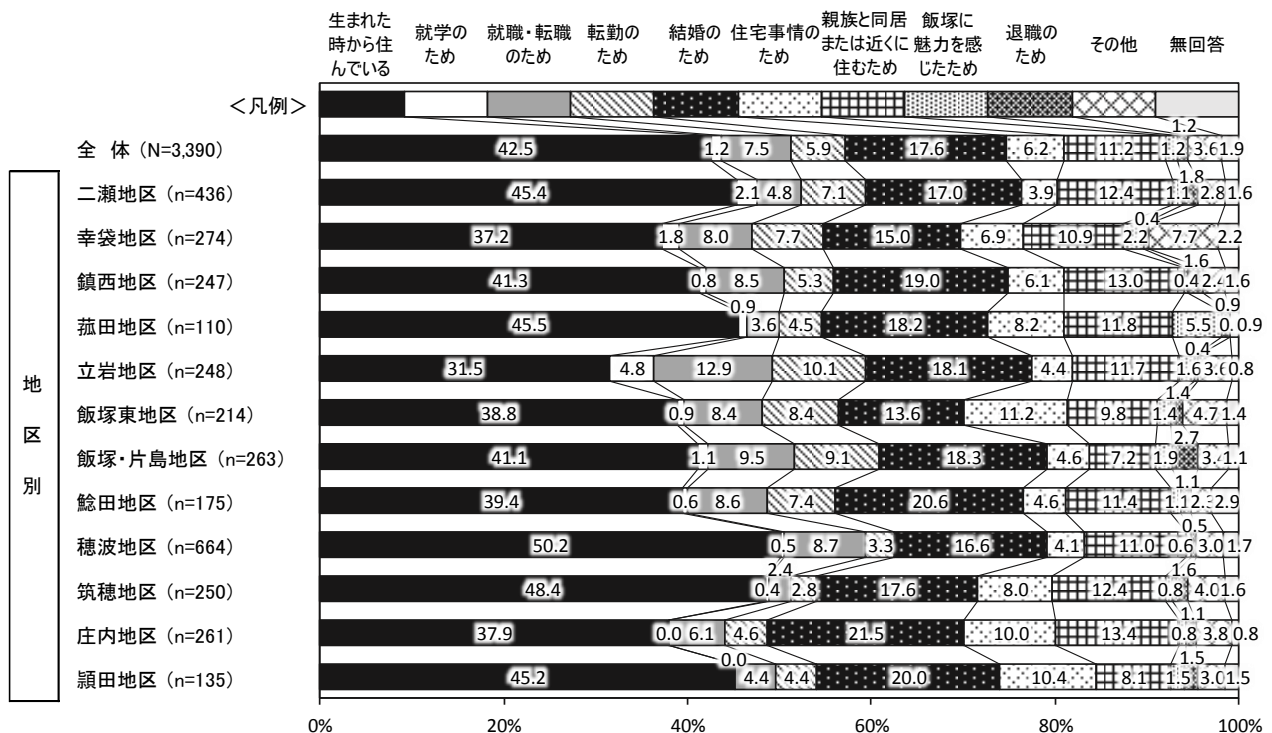 生まれた
時から住
んでいる
就学の
ため
就職・転職
のため
転勤の
ため
結婚の
ため
住宅事情の
ため
親族と同居
または近くに
住むため
飯塚に
魅力を感
じたため
退職の
ため
その他
無回答
＜凡例＞
1.2
全 体 (N=3,390) 42.5 1.2 7.5 5.9 17.6 6.2 11.2 1.2 3.6 1.9
1.8
二瀬地区 (n=436) 45.4 2.1 4.8 7.1 17.0 3.9 12.4 1.1 2.8 1.6
0.4
幸袋地区 (n=274) 37.2 1.8 8.0 7.7 15.0 6.9 10.9 2.2 7.7 2.2
1.6
鎮西地区 (n=247) 41.3 0.8 8.5 5.3 19.0 6.1 13.0 0.4 2.4 1.6
0.9 0.9
菰田地区 (n=110) 45.5 3.6 4.5 18.2 8.2 11.8 5.5 0.0 0.9
0.4
立岩地区 (n=248) 31.5 4.8 12.9 10.1 18.1 4.4 11.7 1.6 3.6 0.8
1.4
飯塚東地区 (n=214) 38.8 0.9 8.4 8.4 13.6 11.2 9.8 1.4 4.7 1.4
2.7
飯塚・片島地区 (n=263) 41.1 1.1 9.5 9.1 18.3 4.6 7.2 1.9 3.4 1.1
1.1
鯰田地区 (n=175) 39.4 0.6 8.6 7.4 20.6 4.6 11.4 1.1 2.3 2.9
0.5
穂波地区 (n=664) 50.2 0.5 8.7 3.3 16.6 4.1 11.0 0.6 3.0 1.7
2.4 1.6
筑穂地区 (n=250) 48.4 0.4 2.8 17.6 8.0 12.4 0.8 4.0 1.6
1.1
庄内地区 (n=261) 37.9 0.0 6.1 4.6 21.5 10.0 13.4 0.8 3.8 0.8
0.0 1.5
頴田地区 (n=135) 45.2 4.4 4.4 20.0 10.4 8.1 1.5 3.0 1.5
地区別
0% 20% 40% 60% 80% 100%